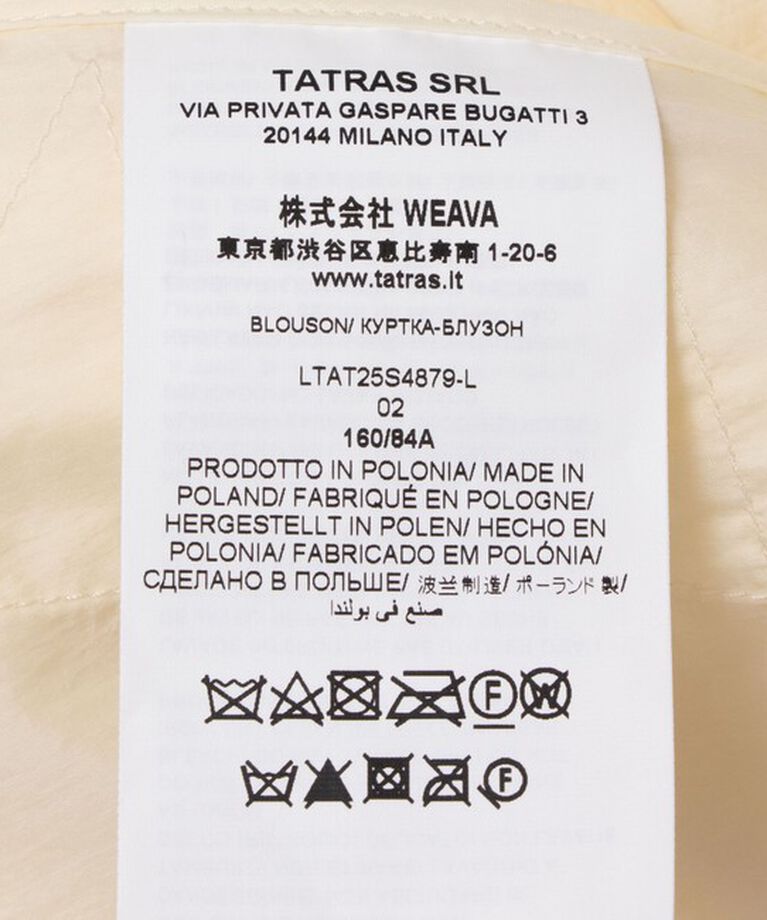 TATRAS SRL
VIA PRIVATA GASPARE BUGATTI 3
20144 MILANO ITALY
株式会社 WEAVA
東京都渋谷区恵比寿南 1-20-6
www.tatras.it
BLOUSON/ КУРТКА-БЛУЗОН
LTAT25S4879-L
02
160/84A
PRODOTTO IN POLONIA/ MADE IN
POLAND/ FABRIQUÉ EN POLOGNE/
HERGESTELLT IN POLEN/ HECHO EN
POLONIA/ FABRICADO EM POLÓNIA/
СДЕЛАНО В ПОЛЬШЕ/ 波兰制造/ ポーランド 製/
صنع في بولندا
F W
F